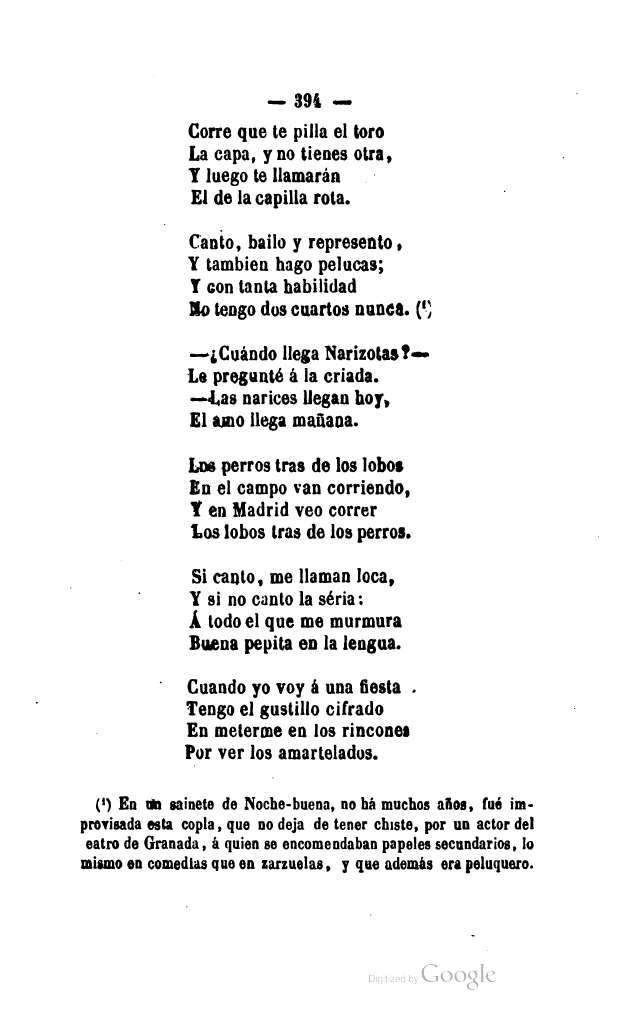 — 394 —
Corre que te pilla el toro
La capa, y no tienes otra,
Y luego te llamarán
El de la capilla rota.
Canto, bailo y represento,
Y tambien hago pelucas;
Y con tanta habilidad
No tengo dos cuartos nunca. (¹)
—¿Cuándo llega Narizotas?—
Le pregunté á la criada.
—Las narices llegan hoy,
El amo llega mañana.
Los perros tras de los lobos
En el campo van corriendo,
Y en Madrid veo correr
Los lobos tras de los perros.
Si canto, me llaman loca,
Y si no canto la séria:
Á todo el que me murmura
Buena pepita en la lengua.
Cuando yo voy á una fiesta
Tengo el gustillo cifrado
En meterme en los rincones
Por ver los amartelados.
(¹) En un sainete de Noche-buena, no há muchos años, fué im-
provisada esta copla, que no deja de tener chiste, por un actor del
eatro de Granada, á quien se encomendaban papeles secundarios, lo
mismo en comedias que en zarzuelas, y que además era peluquero.
Digitized by Google